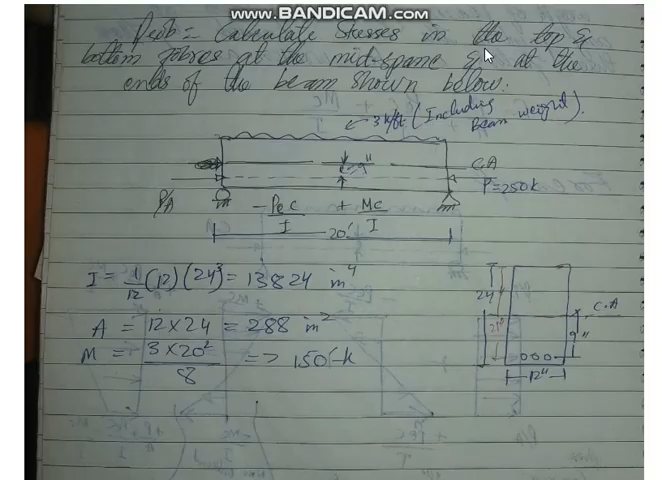 www.BANDICAM.com
Prob = Calculate Stresses in the top &
bottom fibres at the mid-spane & at the
ends of the beam shown below.
3 k/ft (Including
Beam weight).
9"
C.A
P=250k
P/A
- Pec/I + Mc/I
20'
I = 1/12 (12) (24)³ = 13824 in⁴
A = 12 x 24 = 288 in²
M = 3 x 20²/8 => 150'-k
24"
21"
C.A
9"
12"